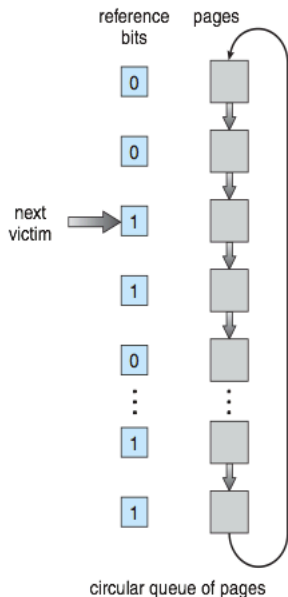 reference bits
pages
0
0
next victim
1
1
0
1
1
circular queue of pages